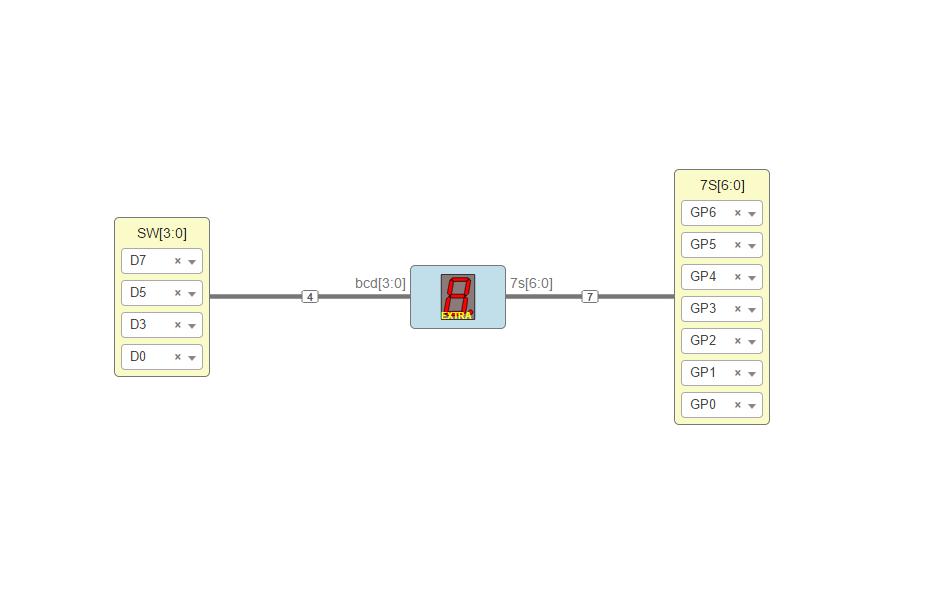 SW[3:0]
D7 ×
D5 ×
D3 ×
D0 ×
4
bcd[3:0]
EXTRA
7s[6:0]
7
7S[6:0]
GP6 ×
GP5 ×
GP4 ×
GP3 ×
GP2 ×
GP1 ×
GP0 ×